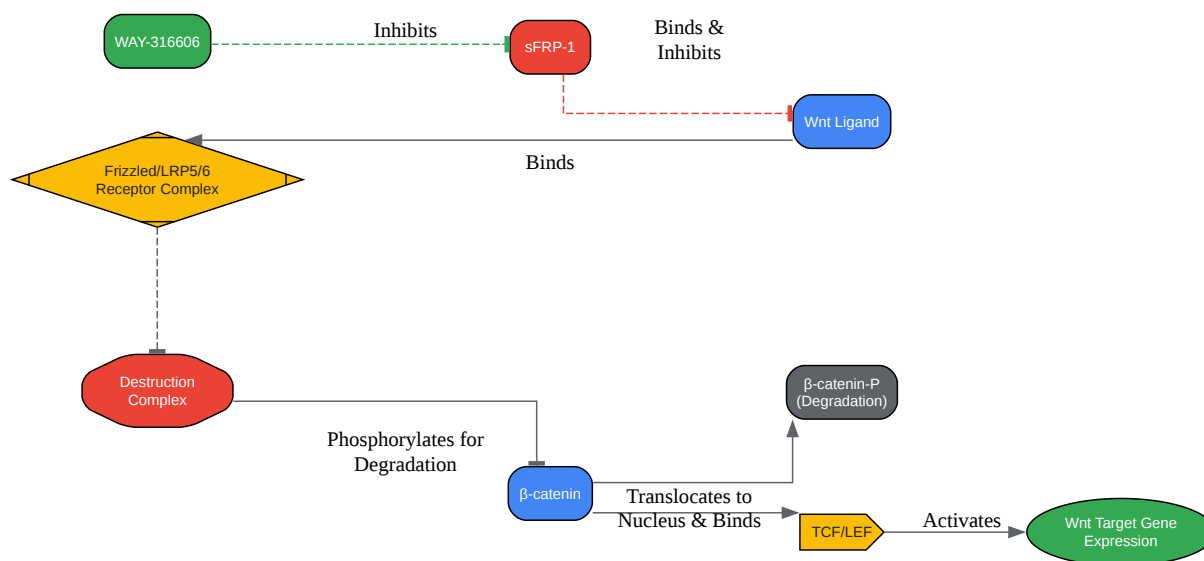 WAY-316606
Inhibits
sFRP-1
Binds &
Inhibits
Wnt Ligand
Binds
Frizzled/LRP5/6
Receptor Complex
Destruction
Complex
Phosphorylates for
Degradation
β-catenin-P
(Degradation)
β-catenin
Translocates to
Nucleus & Binds
TCF/LEF
Activates
Wnt Target Gene
Expression